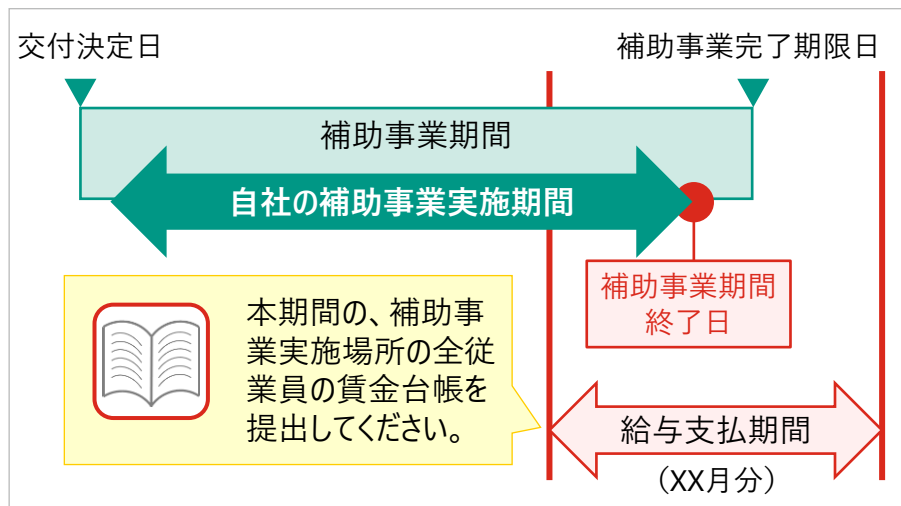 交付決定日
補助事業完了期限日
補助事業期間
自社の補助事業実施期間
補助事業期間
終了日
本期間の、補助事
業実施場所の全従
業員の賃金台帳を
提出してください。
給与支払期間
（XX月分）